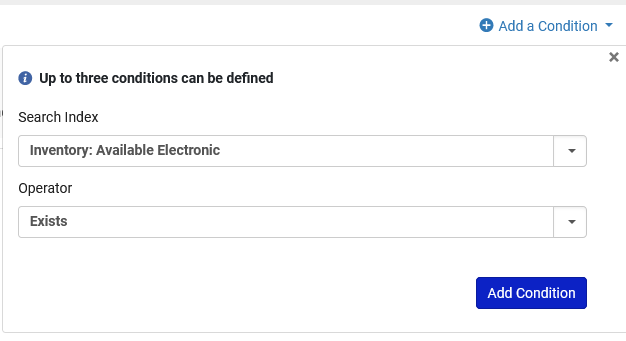 Add a Condition
Up to three conditions can be defined
Search Index
Inventory: Available Electronic
Operator
Exists
Add Condition